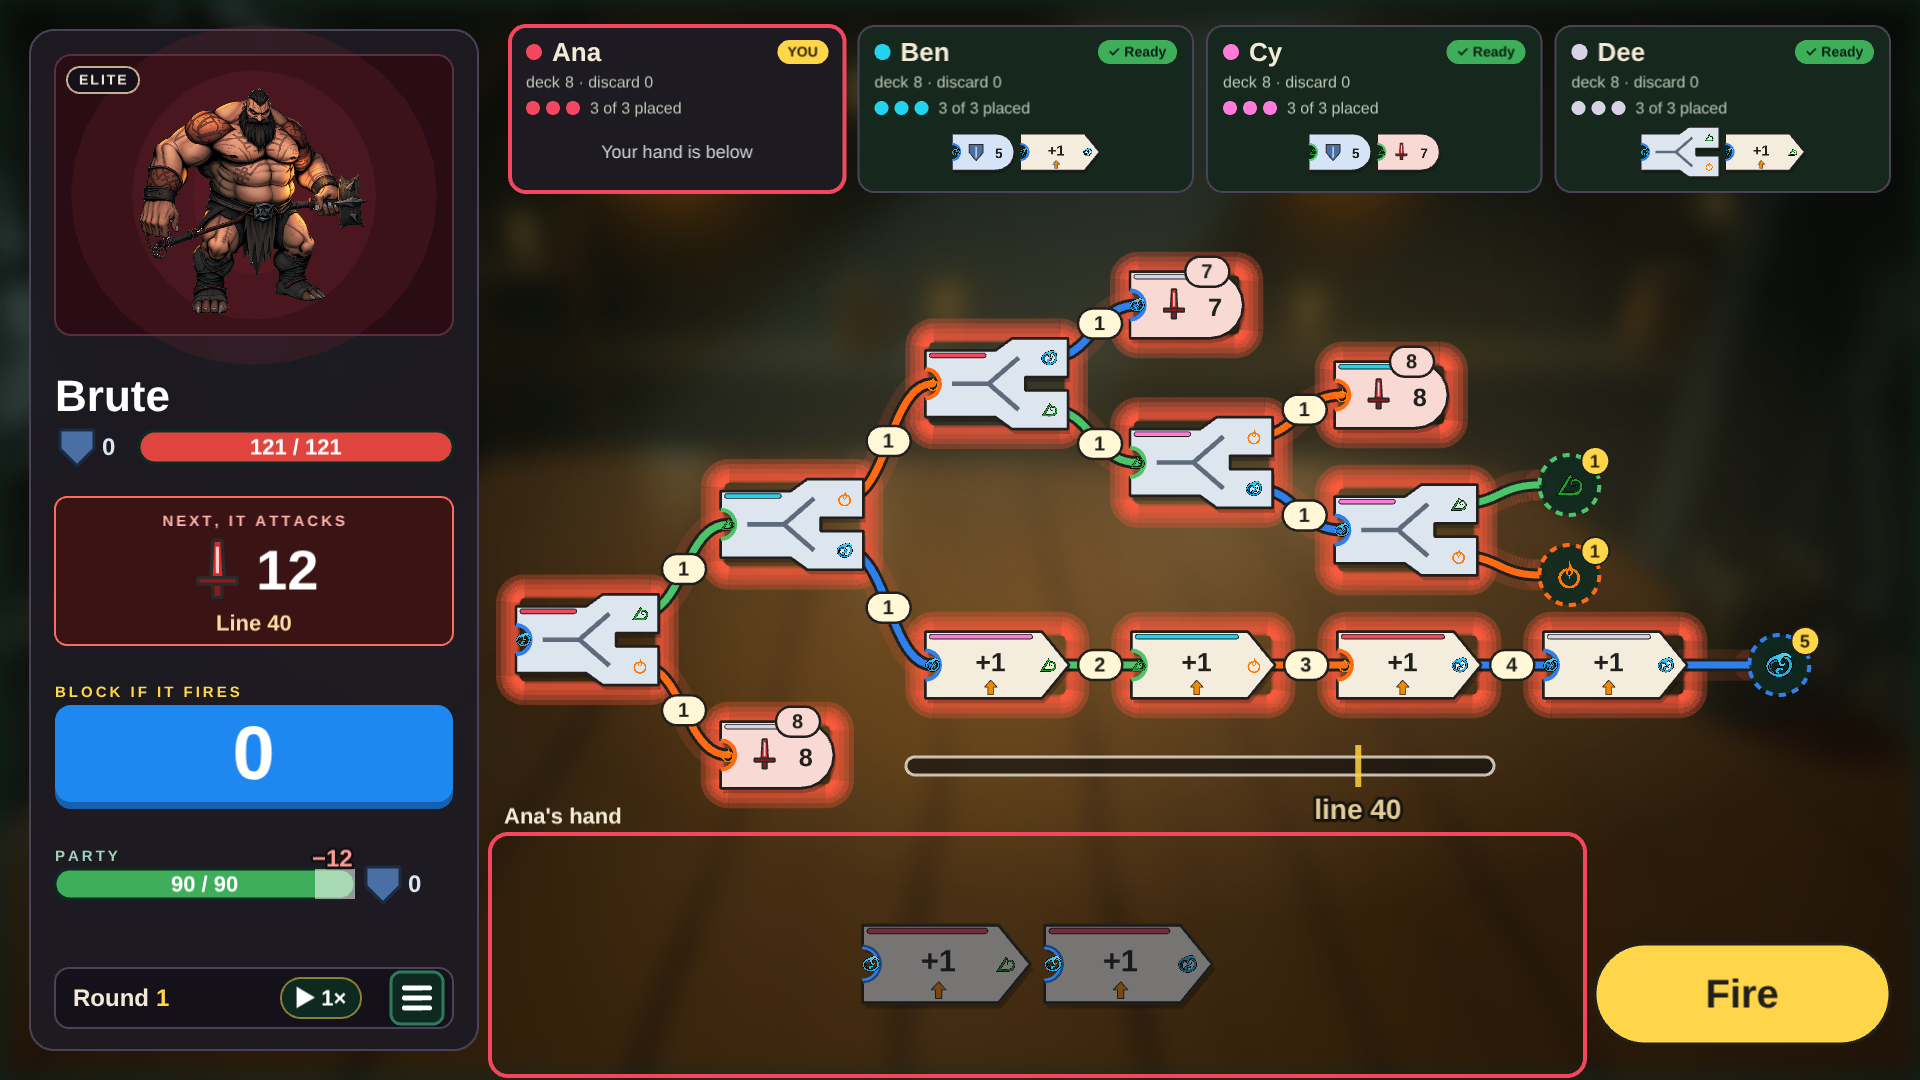 ELITE
Brute
0
121 / 121
NEXT, IT ATTACKS
12
Line 40
BLOCK IF IT FIRES
0
PARTY
−12
90 / 90
0
Round 1
1×
Ana
YOU
deck 8 · discard 0
3 of 3 placed
Your hand is below
Ben
✓ Ready
deck 8 · discard 0
3 of 3 placed
5
+1
Cy
✓ Ready
deck 8 · discard 0
3 of 3 placed
5
7
Dee
✓ Ready
deck 8 · discard 0
3 of 3 placed
+1
7
7
1
8
8
1
1
1
1
1
1
1
1
+1
2
+1
3
+1
4
+1
5
1
8
8
line 40
Ana's hand
+1
+1
Fire